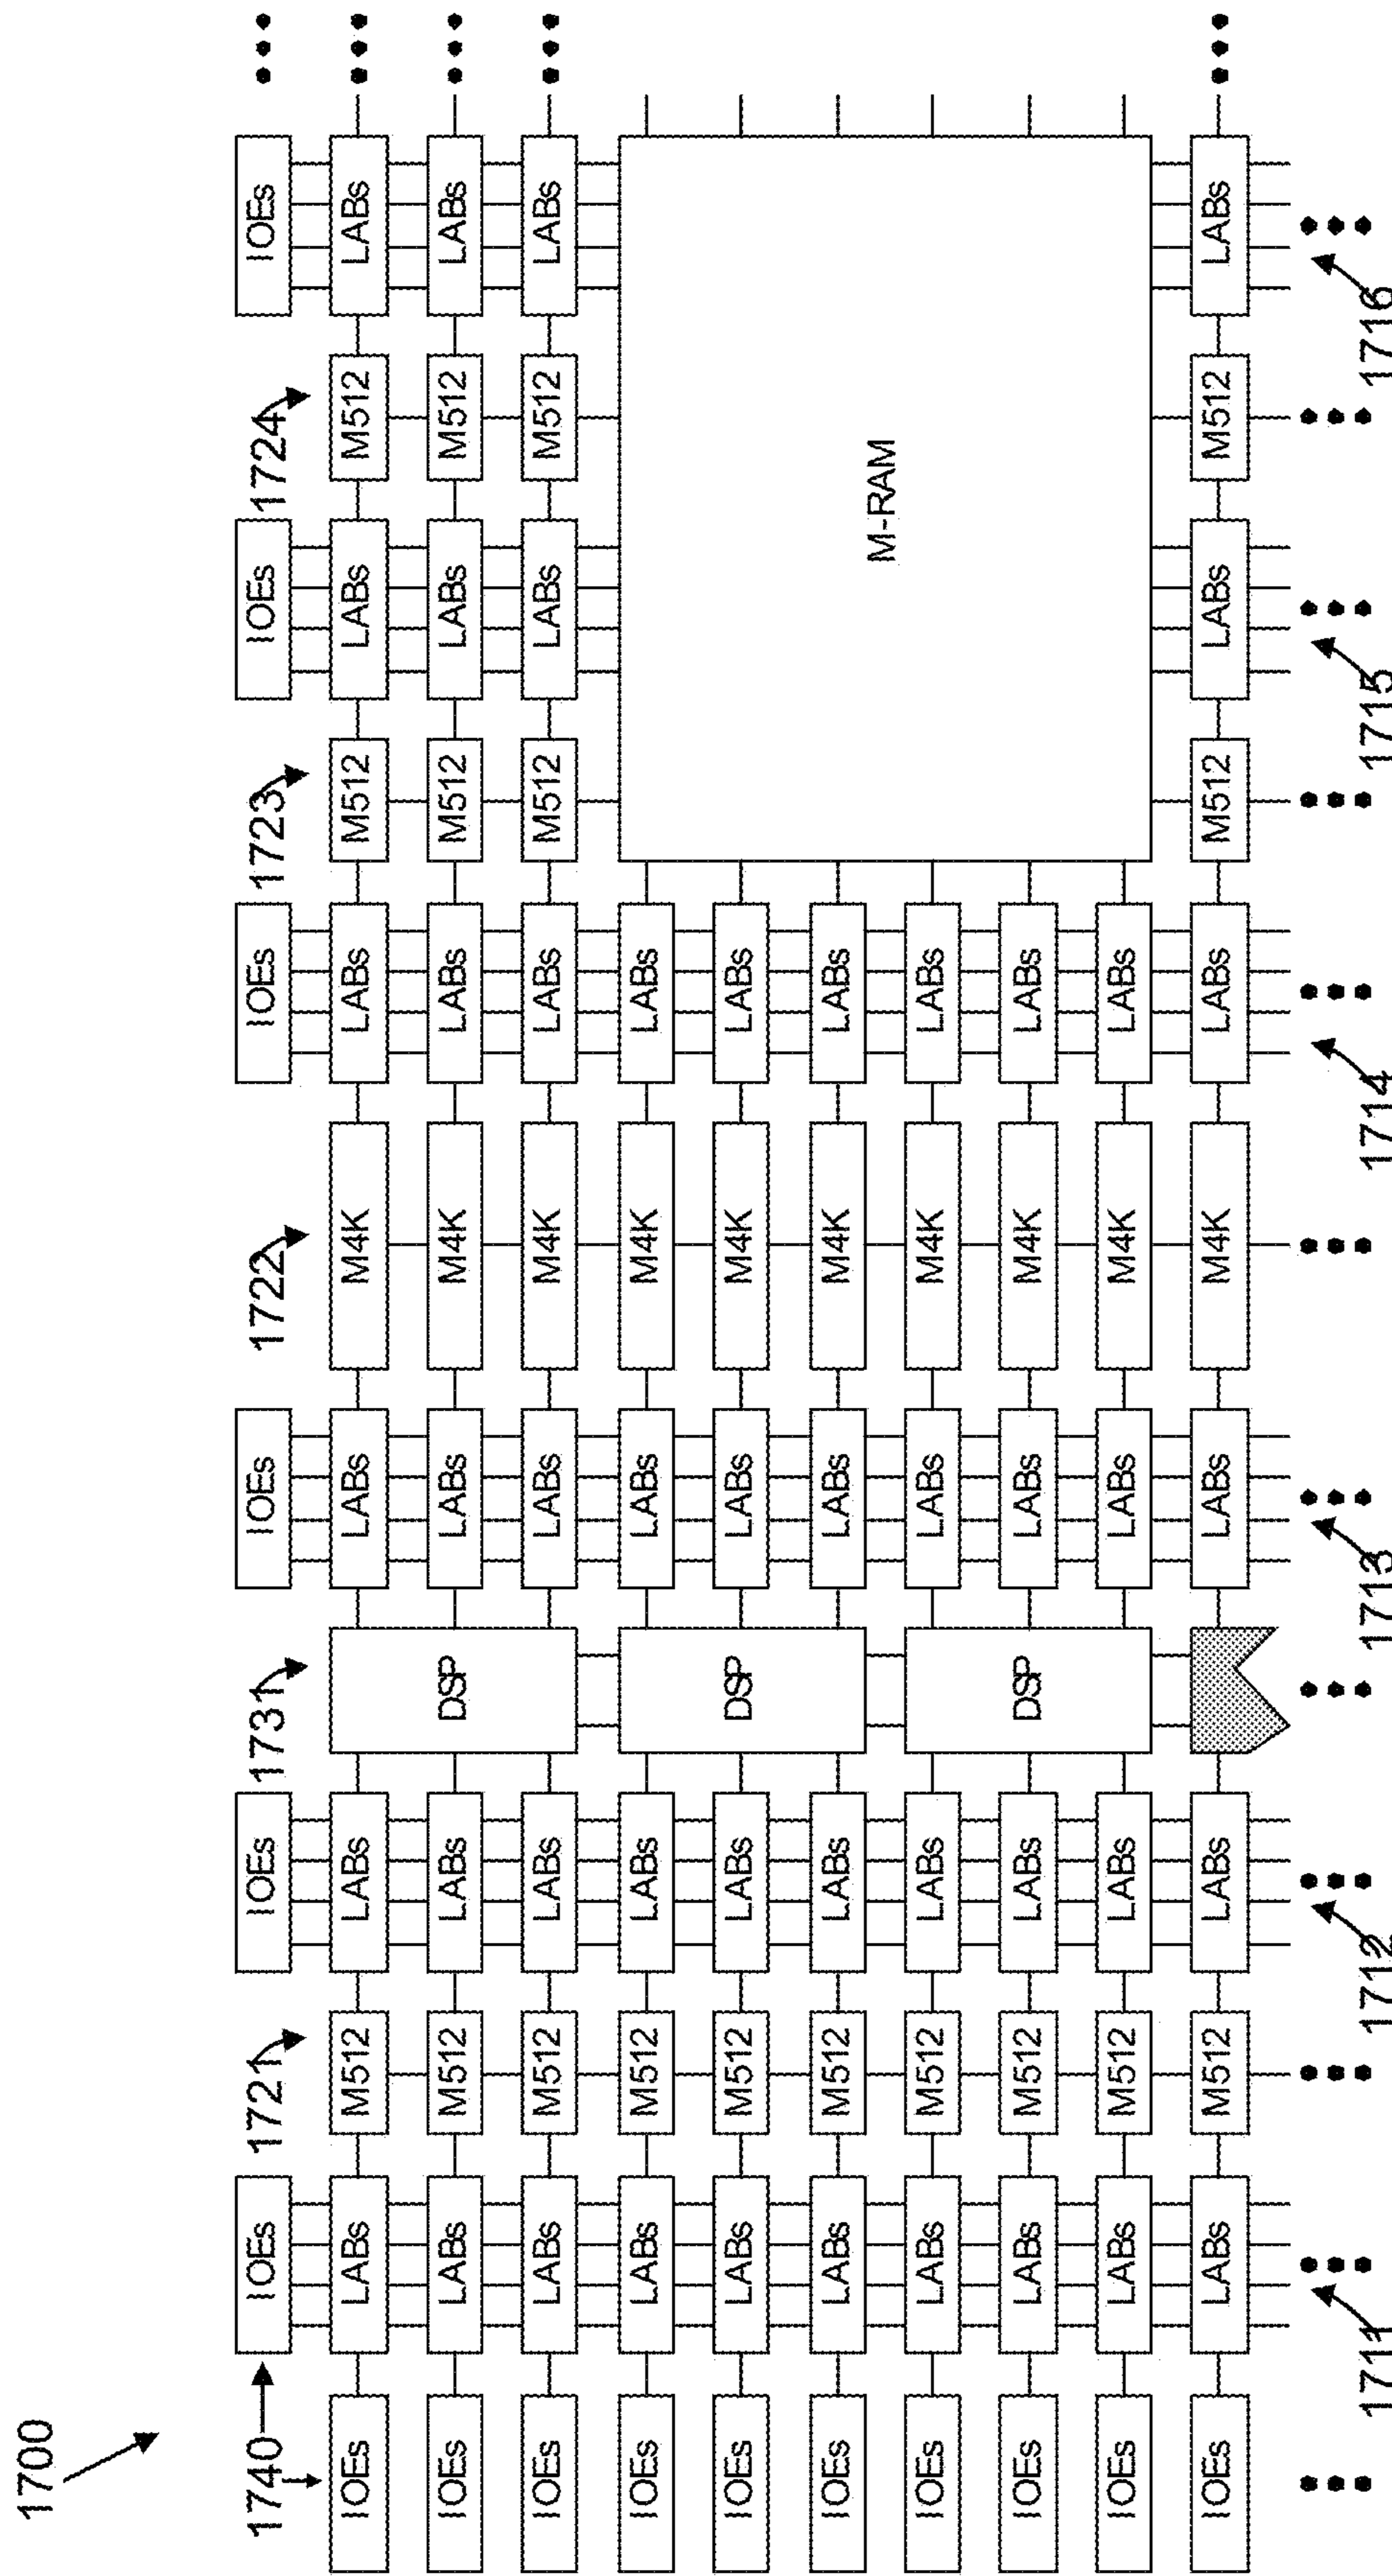 1700
1740 IOEs 1721 IOEs 1731 IOEs 1722 IOEs 1723 IOEs 1724 IOEs
IOEs LABs M512 LABs LABs M4K LABs M512 LABs M512 LABs
IOEs LABs M512 LABs DSP LABs M4K LABs M512 LABs M512 LABs
IOEs LABs M512 LABs LABs M4K LABs M512 LABs M512 LABs
IOEs LABs M512 LABs LABs M4K LABs
IOEs LABs M512 LABs DSP LABs M4K LABs
IOEs LABs M512 LABs LABs M4K LABs
M-RAM
IOEs LABs M512 LABs LABs M4K LABs
IOEs LABs M512 LABs DSP LABs M4K LABs
IOEs LABs M512 LABs LABs M4K LABs
IOEs LABs M512 LABs LABs M4K LABs M512 LABs M512 LABs
1711 1712 1713 1714 1715 1716